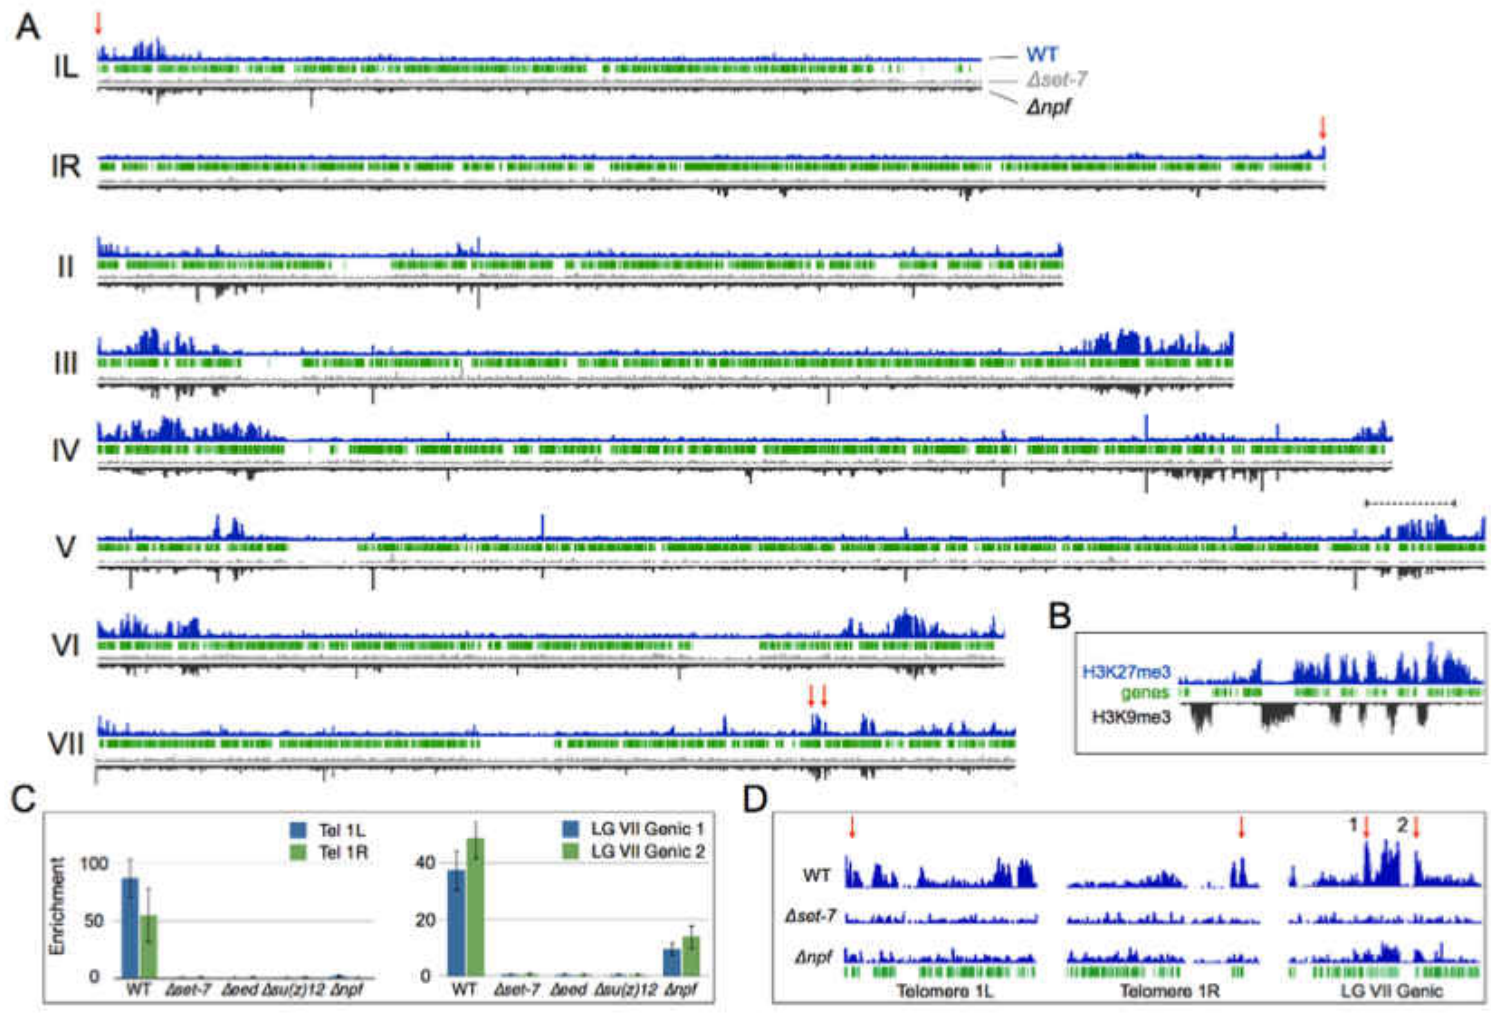 A
IL
WT
Δset-7
Δnpf
IR
II
III
IV
V
VI
VII
B
H3K27me3
genes
H3K9me3
C
Enrichment
100
50
0
Tel 1L
Tel 1R
WT Δset-7 Δeed Δsu(z)12 Δnpf
40
20
0
LG VII Genic 1
LG VII Genic 2
WT Δset-7 Δeed Δsu(z)12 Δnpf
D
1 2
WT
Δset-7
Δnpf
Telomere 1L Telomere 1R LG VII Genic